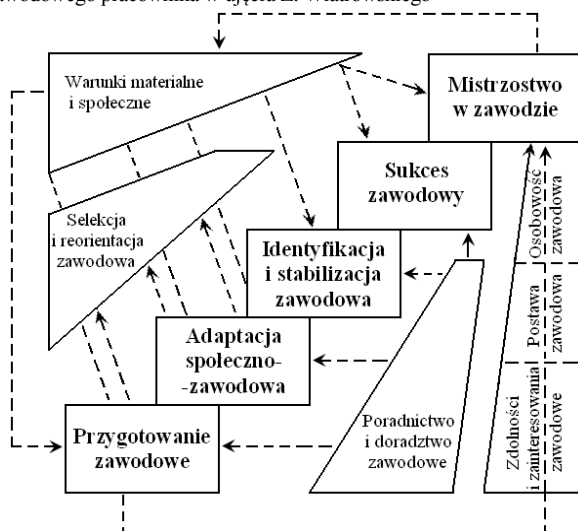 zawodowego pracownika w ujęciu Z. Wiatrowskiego
Warunki materialne
i społeczne
Mistrzostwo
w zawodzie
Sukces
zawodowy
Selekcja
i reorientacja
zawodowa
Identyfikacja
i stabilizacja
zawodowa
Adaptacja
społeczno-
-zawodowa
Przygotowanie
zawodowe
Poradnictwo
i doradztwo
zawodowe
Osobowość
zawodowa
Postawa
zawodowa
Zdolności
i zainteresowania
zawodowe